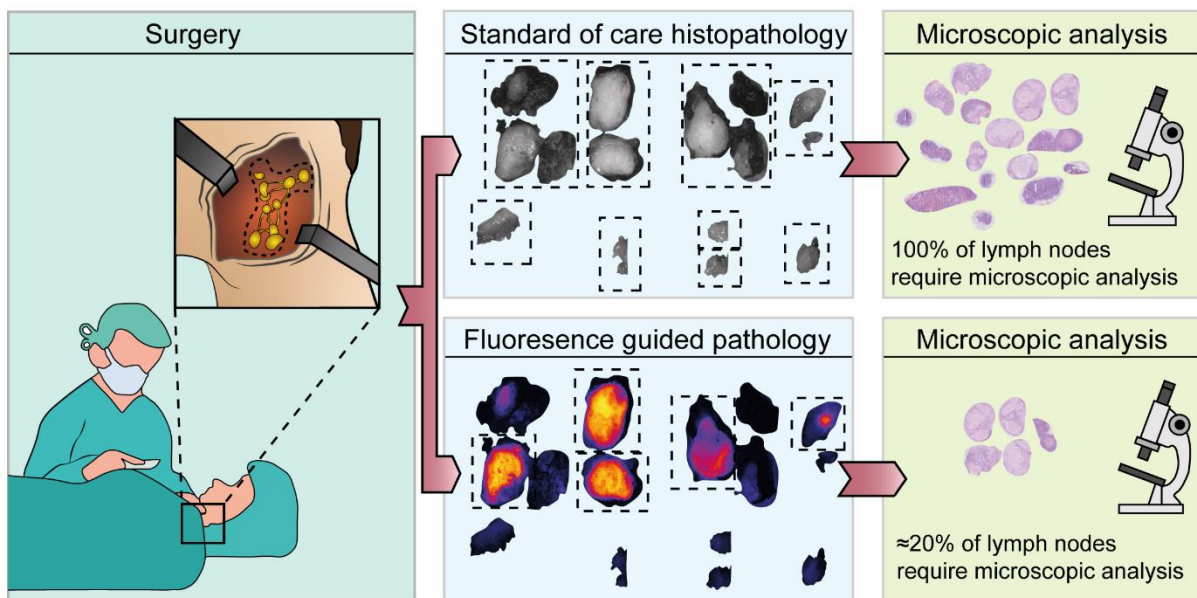 Surgery
Standard of care histopathology
Microscopic analysis
100% of lymph nodes
require microscopic analysis
Fluoresence guided pathology
Microscopic analysis
≈20% of lymph nodes
require microscopic analysis